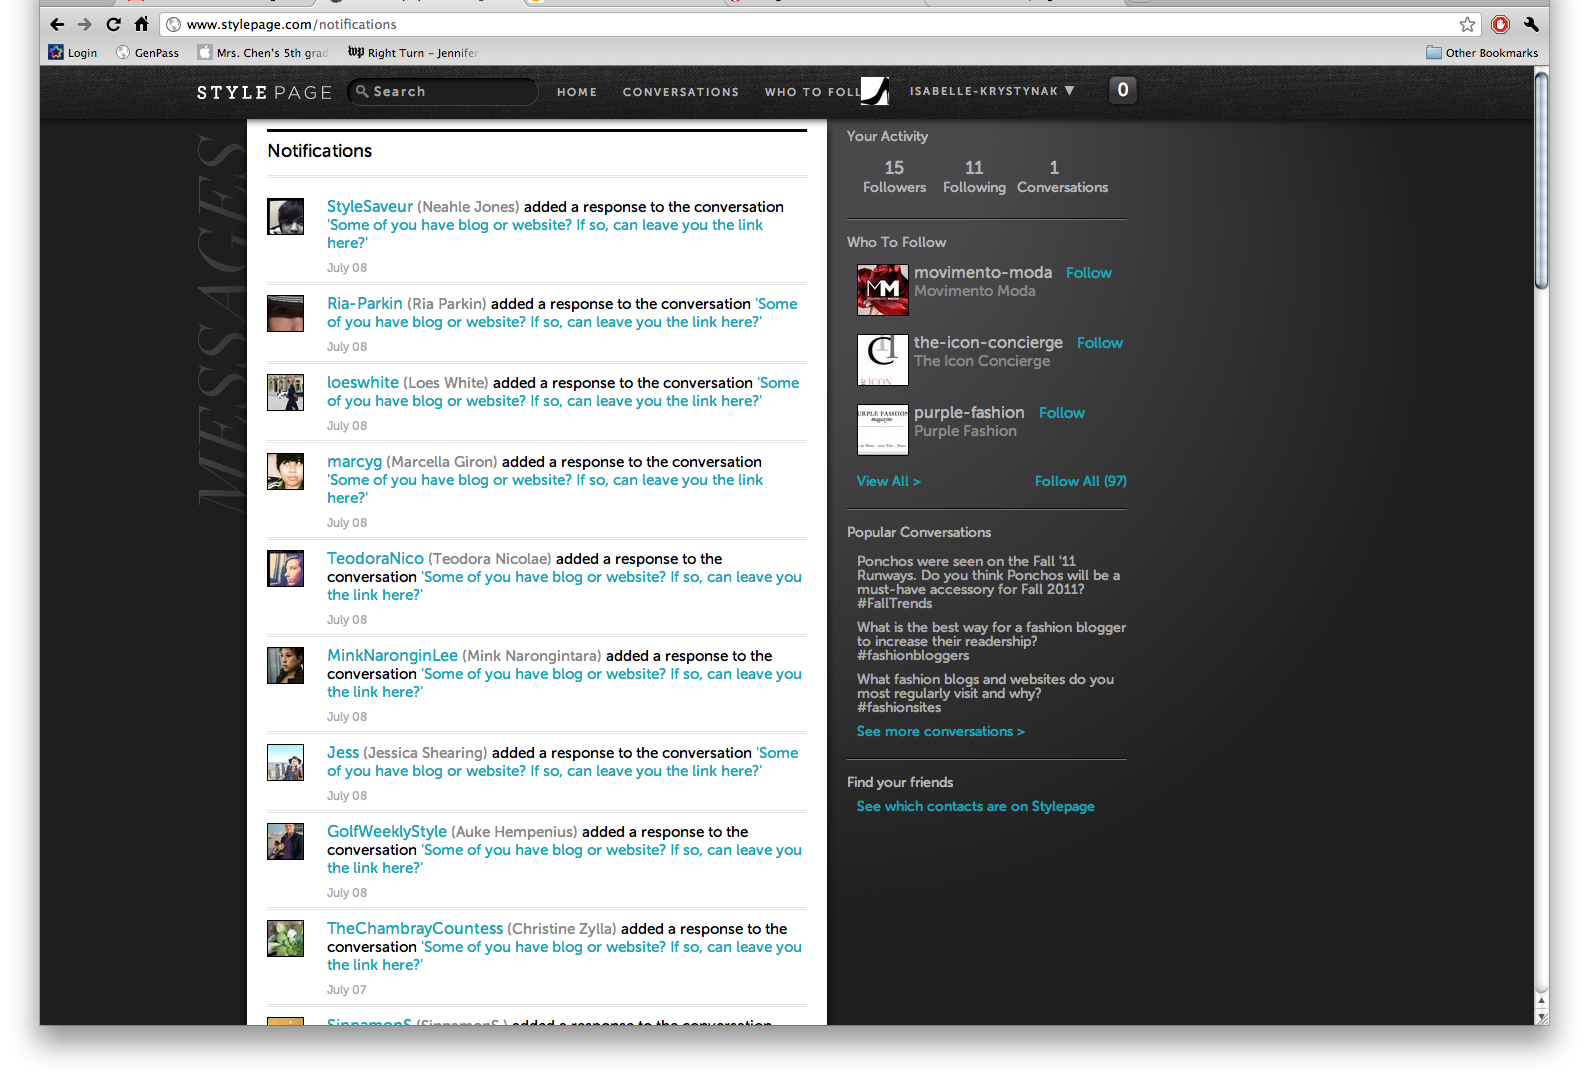 www.stylepage.com/notifications
Login
GenPass
Mrs. Chen's 5th grad
wp Right Turn – Jennifer
Other Bookmarks
STYLE PAGE
Search
HOME
CONVERSATIONS
WHO TO FOLL
ISABELLE-KRYSTYNAK ▼
0
MESSAGES
Notifications
StyleSaveur (Neahle Jones) added a response to the conversation
'Some of you have blog or website? If so, can leave you the link
here?'
July 08
Ria-Parkin (Ria Parkin) added a response to the conversation 'Some
of you have blog or website? If so, can leave you the link here?'
July 08
loeswhite (Loes White) added a response to the conversation 'Some
of you have blog or website? If so, can leave you the link here?'
July 08
marcyg (Marcella Giron) added a response to the conversation
'Some of you have blog or website? If so, can leave you the link
here?'
July 08
TeodoraNico (Teodora Nicolae) added a response to the
conversation 'Some of you have blog or website? If so, can leave you
the link here?'
July 08
MinkNaronginLee (Mink Narongintara) added a response to the
conversation 'Some of you have blog or website? If so, can leave you
the link here?'
July 08
Jess (Jessica Shearing) added a response to the conversation 'Some
of you have blog or website? If so, can leave you the link here?'
July 08
GolfWeeklyStyle (Auke Hempenius) added a response to the
conversation 'Some of you have blog or website? If so, can leave you
the link here?'
July 08
TheChambrayCountess (Christine Zylla) added a response to the
conversation 'Some of you have blog or website? If so, can leave you
the link here?'
July 07
SinnamonS (SinnamonS ) added a response to the conversation
Your Activity
15
Followers
11
Following
1
Conversations
Who To Follow
movimento-moda Follow
Movimento Moda
the-icon-concierge Follow
The Icon Concierge
purple-fashion Follow
Purple Fashion
View All >
Follow All (97)
Popular Conversations
Ponchos were seen on the Fall '11
Runways. Do you think Ponchos will be a
must-have accessory for Fall 2011?
#FallTrends
What is the best way for a fashion blogger
to increase their readership?
#fashionbloggers
What fashion blogs and websites do you
most regularly visit and why?
#fashionsites
See more conversations >
Find your friends
See which contacts are on Stylepage